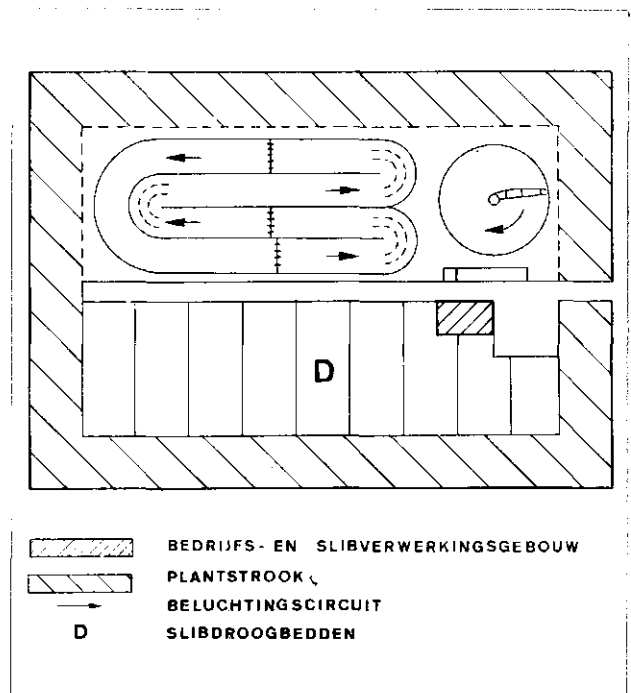 D
BEDRIJFS- EN SLIBVERWERKINGSGEBOUW
PLANTSTROOK
BELUCHTINGSCIRCUIT
D SLIBDROOGBEDDEN